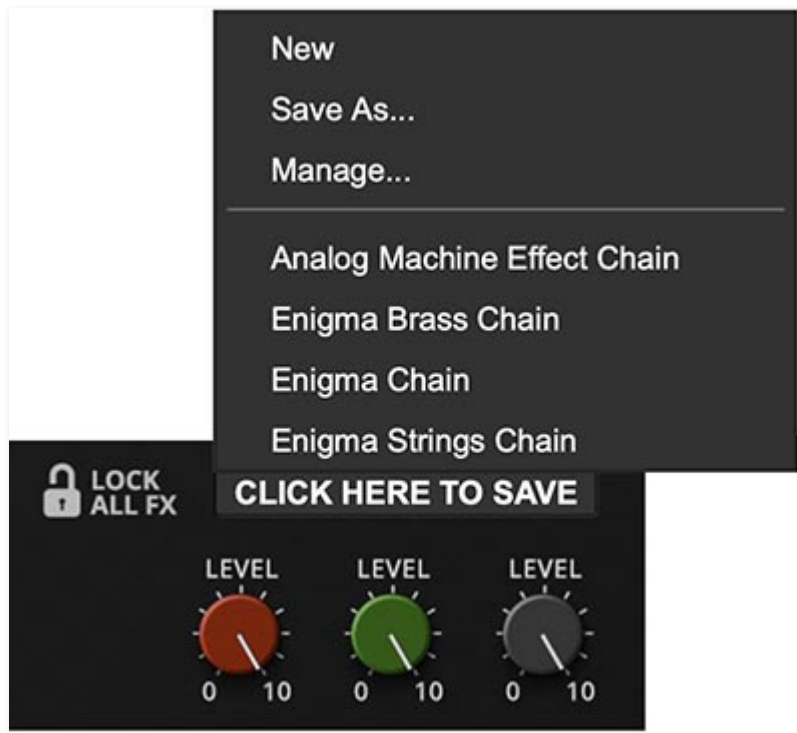 New
Save As...
Manage...
Analog Machine Effect Chain
Enigma Brass Chain
Enigma Chain
Enigma Strings Chain
LOCK
ALL FX
CLICK HERE TO SAVE
LEVEL LEVEL LEVEL
0 10 0 10 0 10